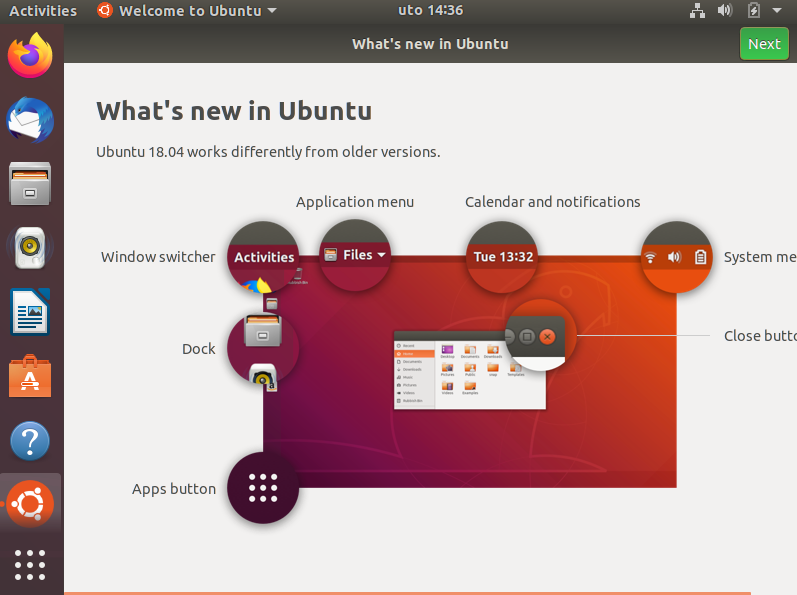 Activities Welcome to Ubuntu uto 14:36
What's new in Ubuntu Next
What's new in Ubuntu
Ubuntu 18.04 works differently from older versions.
Application menu Calendar and notifications
Window switcher Activities Files Tue 13:32 System me
Dock Close butto
Apps button